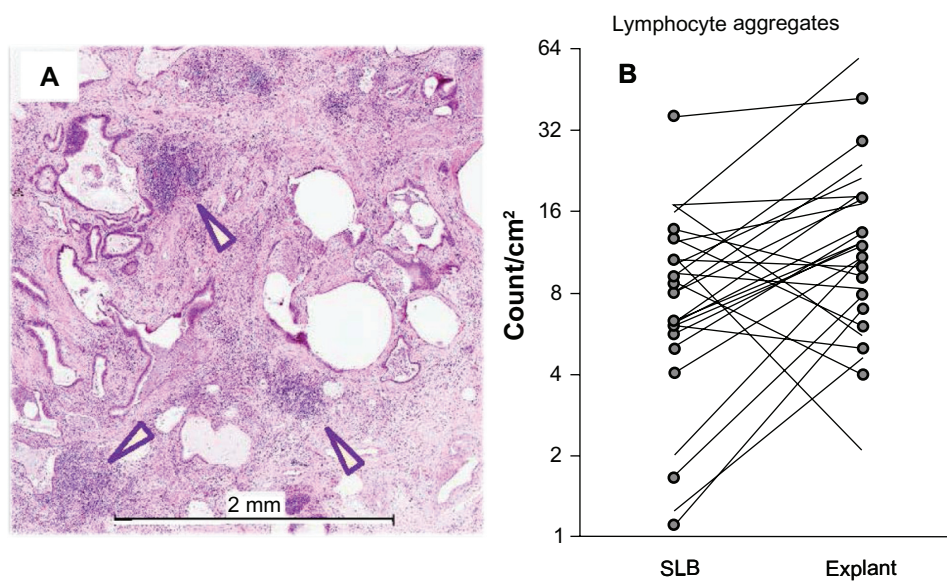 A
2 mm
Lymphocyte aggregates
B
Count/cm²
64
32
16
8
4
2
1
SLB
Explant